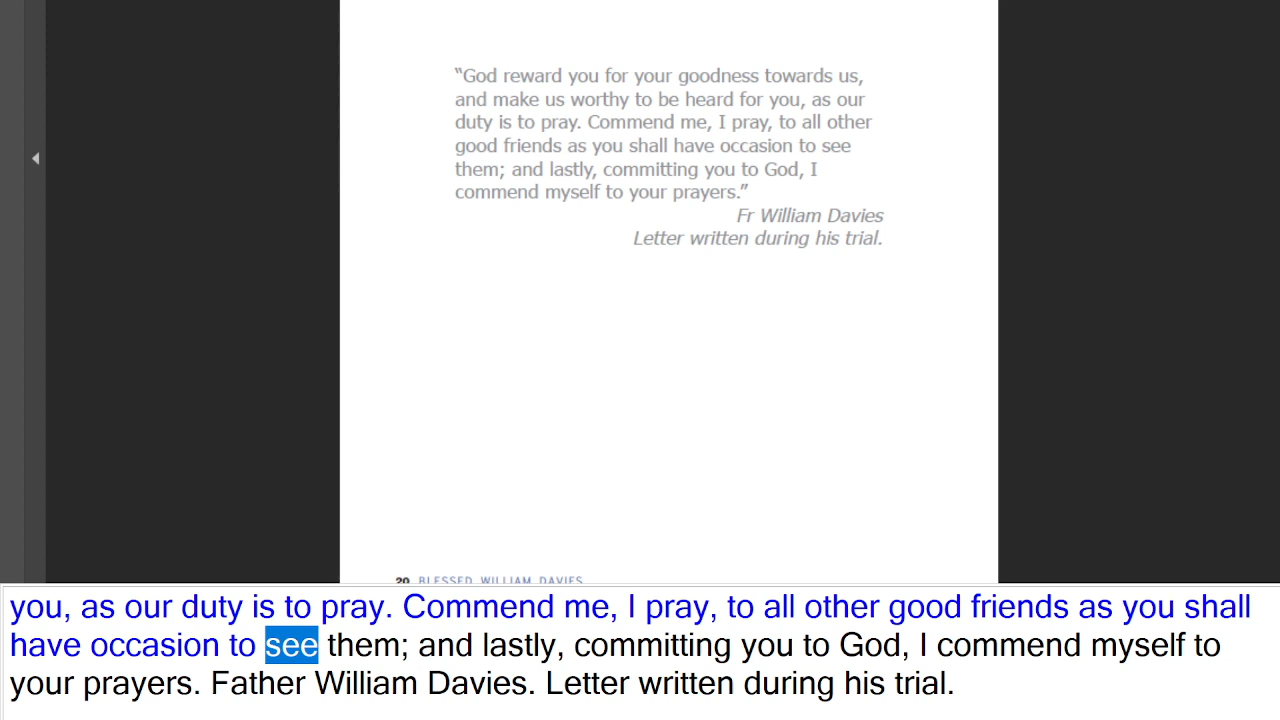 “God reward you for your goodness towards us,
and make us worthy to be heard for you, as our
duty is to pray. Commend me, I pray, to all other
good friends as you shall have occasion to see
them; and lastly, committing you to God, I
commend myself to your prayers.”
Fr William Davies
Letter written during his trial.
20 BLESSED WILLIAM DAVIES
you, as our duty is to pray. Commend me, I pray, to all other good friends as you shall
have occasion to see them; and lastly, committing you to God, I commend myself to
your prayers. Father William Davies. Letter written during his trial.